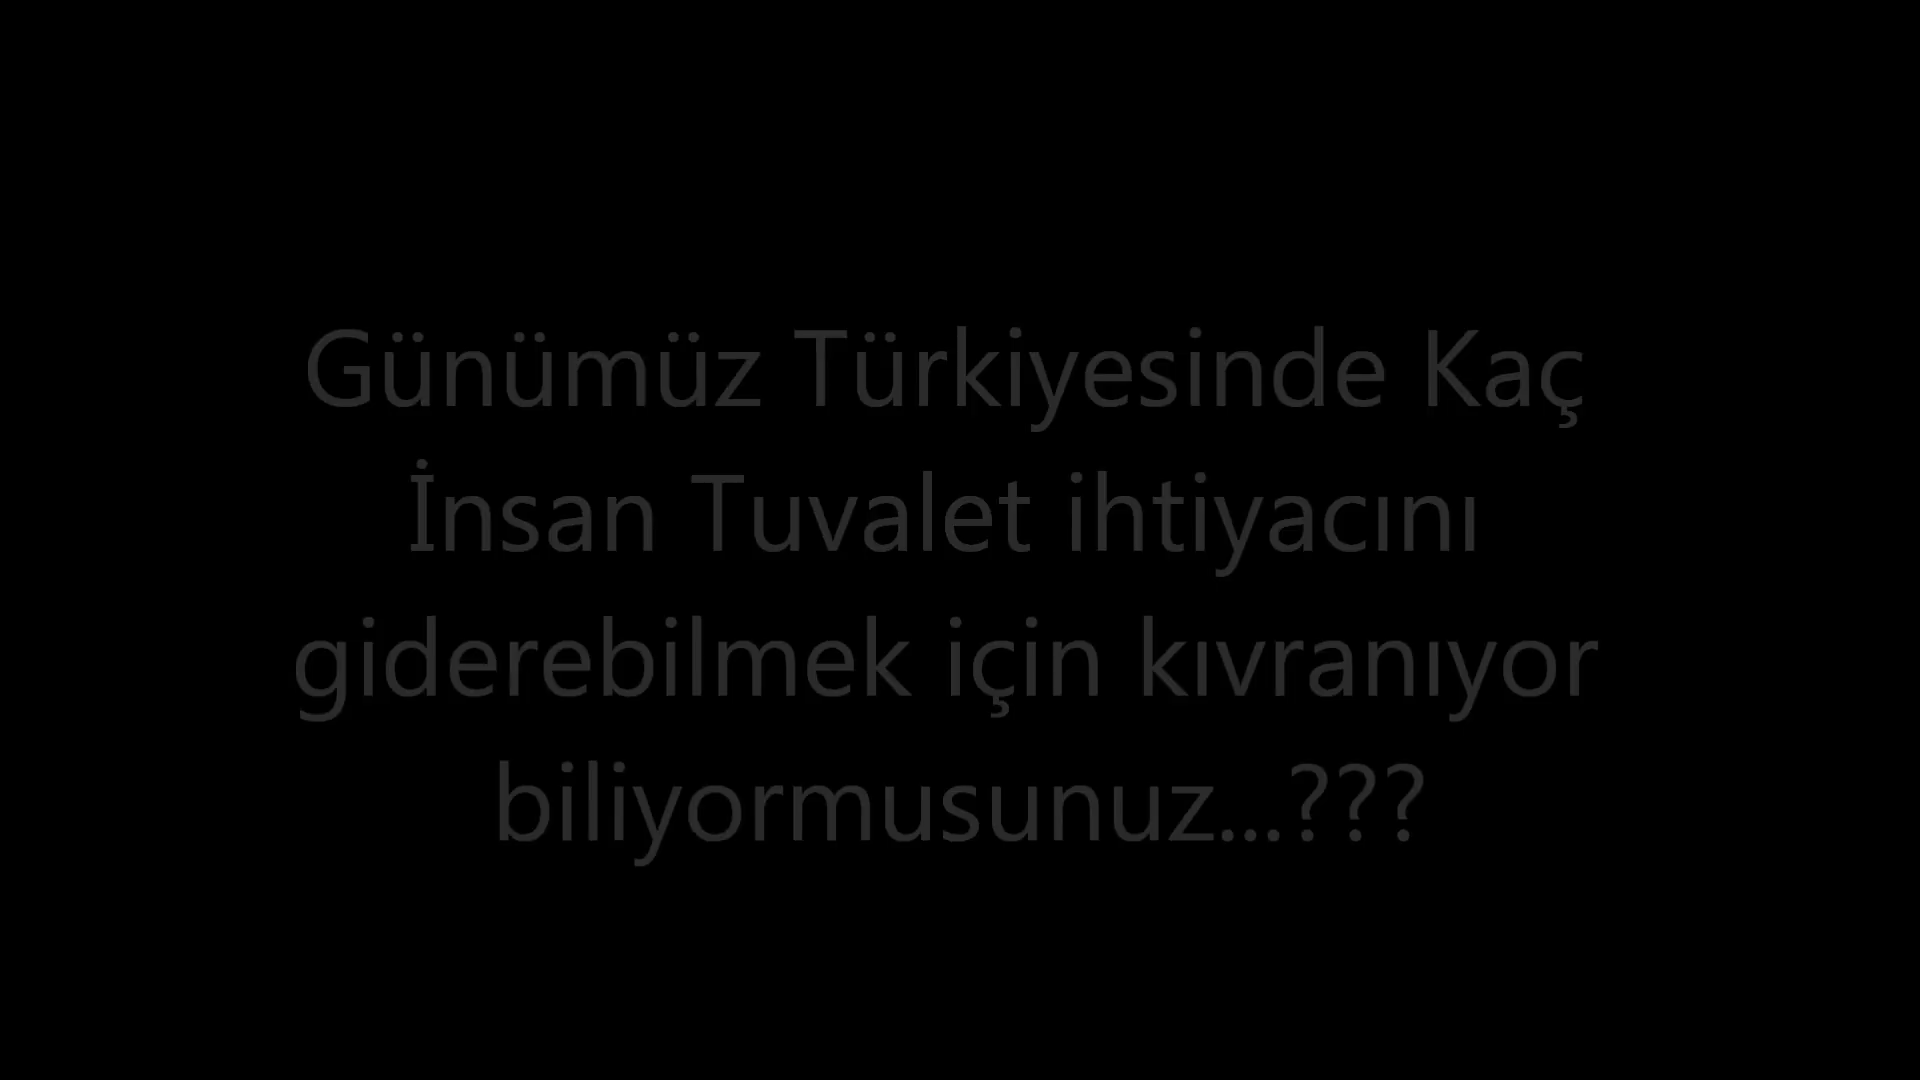 Günümüz Türkiyesinde Kaç
İnsan Tuvalet ihtiyacını
giderebilmek için kıvranıyor
biliyormusunuz...???